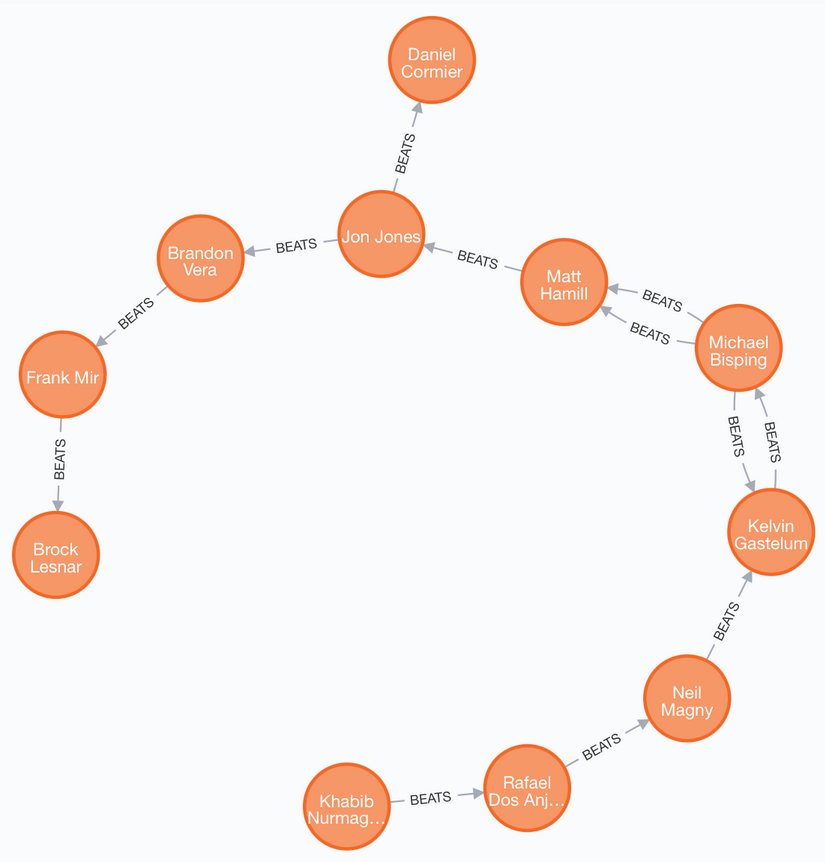 Daniel
Cormier
BEATS
Jon Jones
BEATS
Brandon
Vera
BEATS
Matt
Hamill
BEATS
BEATS
BEATS
Michael
Bisping
Frank Mir
BEATS
BEATS
BEATS
Brock
Lesnar
Kelvin
Gastelum
BEATS
Neil
Magny
BEATS
Rafael
Dos Anj...
BEATS
Khabib
Nurmag...